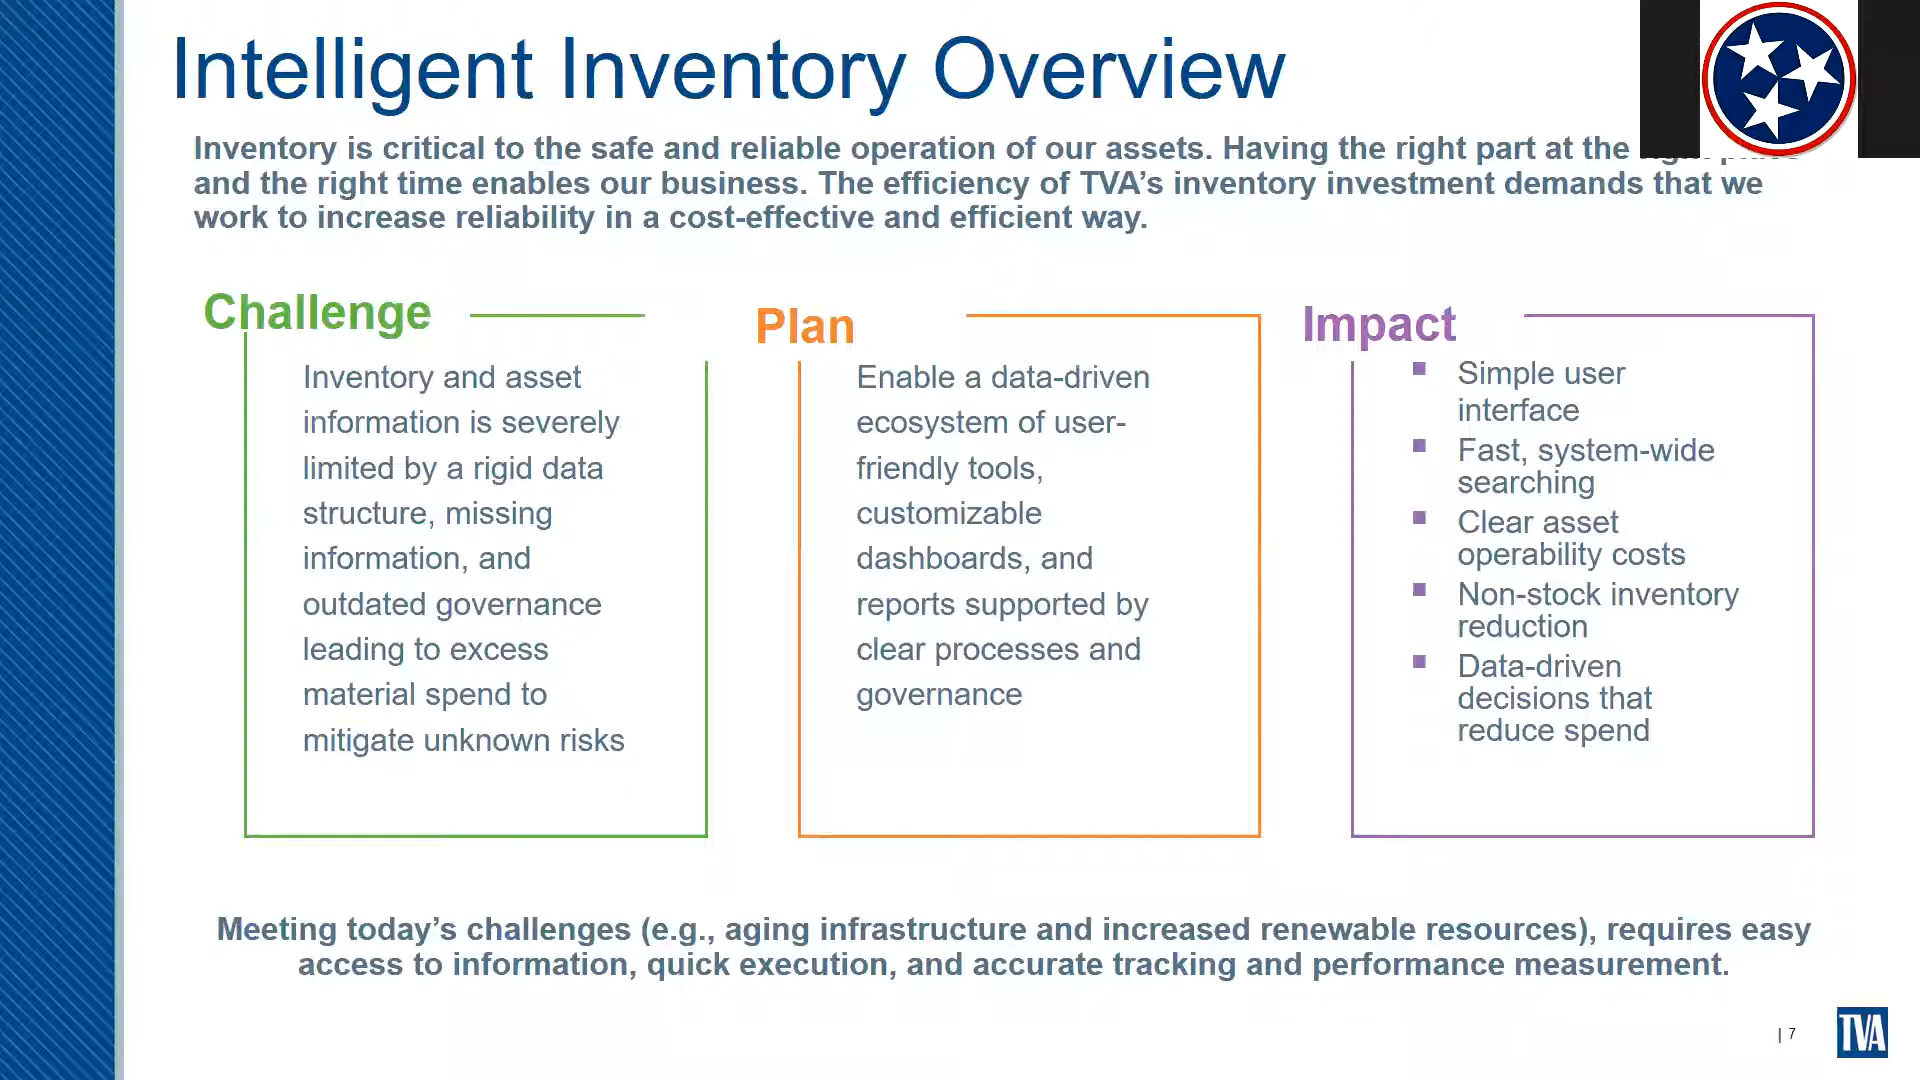 Intelligent Inventory Overview
Inventory is critical to the safe and reliable operation of our assets. Having the right part at the
and the right time enables our business. The efficiency of TVA’s inventory investment demands that we
work to increase reliability in a cost-effective and efficient way.
Challenge
Inventory and asset
information is severely
limited by a rigid data
structure, missing
information, and
outdated governance
leading to excess
material spend to
mitigate unknown risks
Plan
Enable a data-driven
ecosystem of user-
friendly tools,
customizable
dashboards, and
reports supported by
clear processes and
governance
Impact
▪ Simple user
interface
▪ Fast, system-wide
searching
▪ Clear asset
operability costs
▪ Non-stock inventory
reduction
▪ Data-driven
decisions that
reduce spend
Meeting today’s challenges (e.g., aging infrastructure and increased renewable resources), requires easy
access to information, quick execution, and accurate tracking and performance measurement.
| 7
TVA